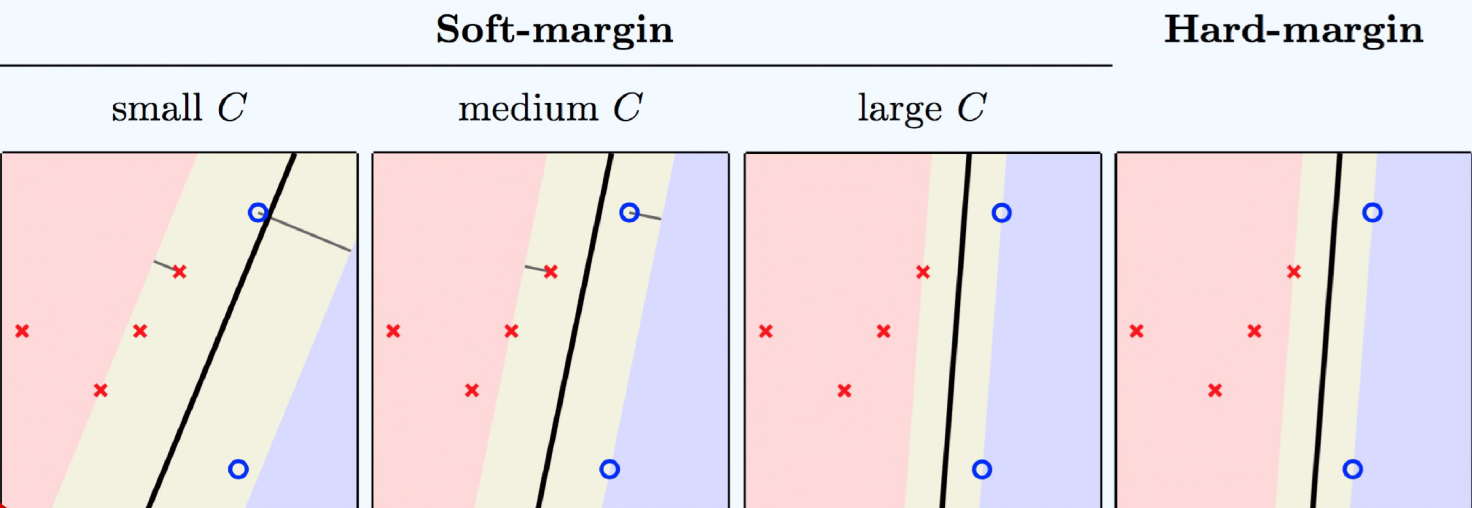 Soft-margin Hard-margin
small C medium C large C